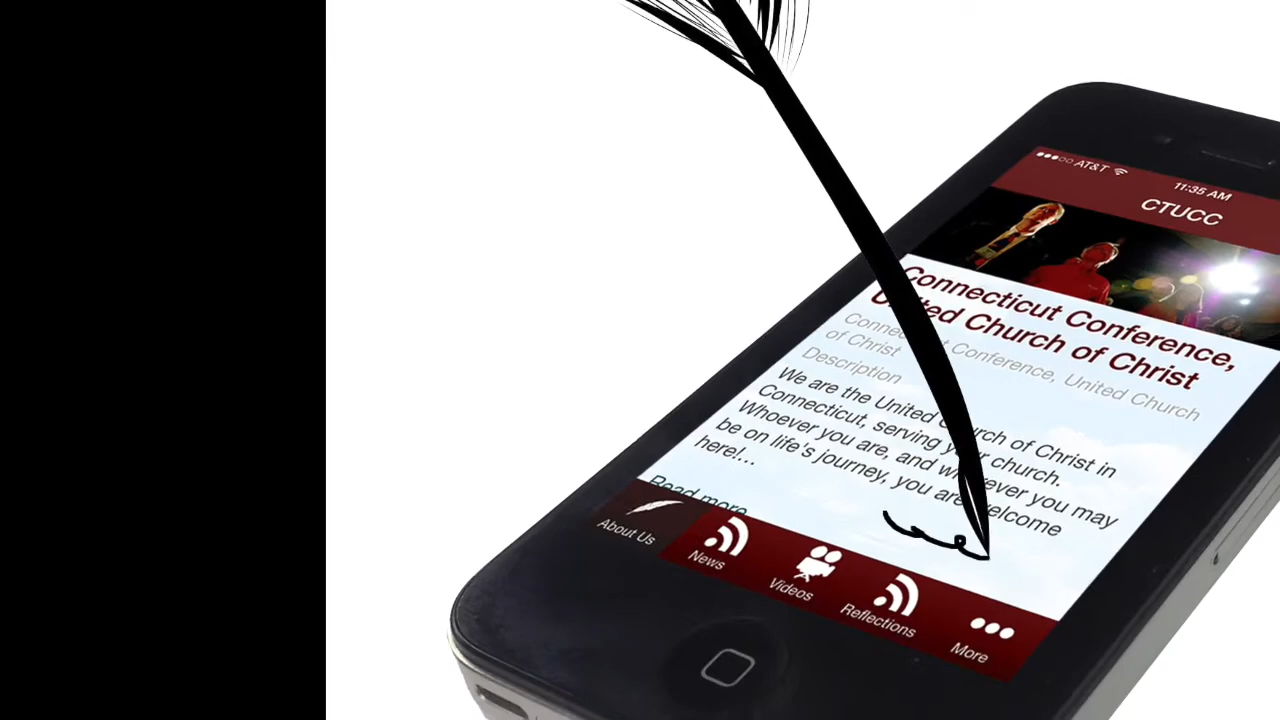 AT&T
11:35 AM
CTUCC
Connecticut Conference,
United Church of Christ
Connecticut Conference, United Church
of Christ
Description
We are the United Church of Christ in
Connecticut, serving your church.
Whoever you are, and wherever you may
be on life's journey, you are welcome
here!...
Read more
About Us
News
Videos
Reflections
More